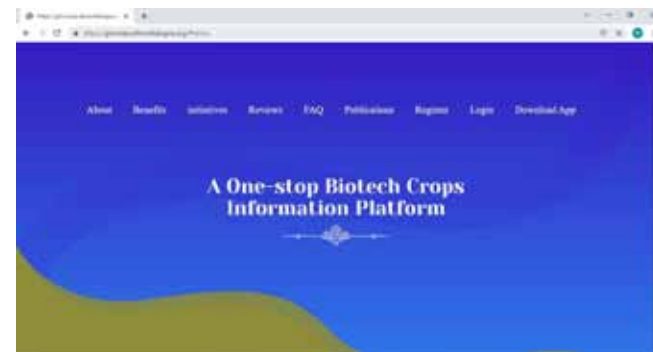 About Benefits initiatives Reviews FAQ Publications Register Login Download App
A One-stop Biotech Crops
Information Platform